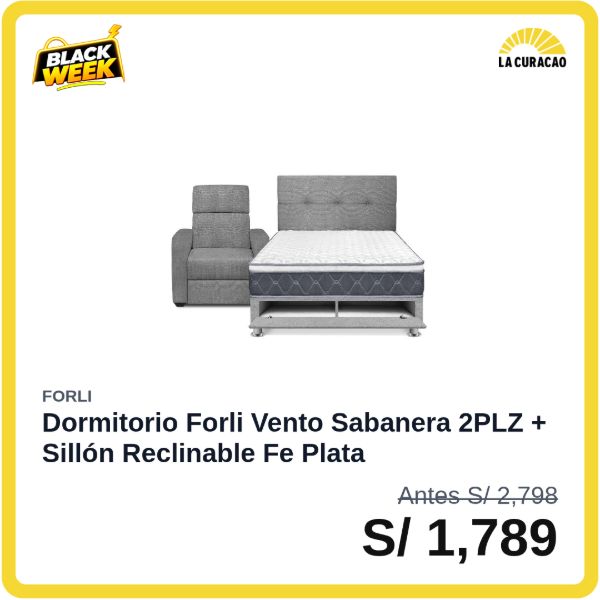 BLACK
WEEK
LA CURACAO
FORLI
Dormitorio Forli Vento Sabanera 2PLZ +
Sillón Reclinable Fe Plata
Antes S/ 2,798
S/ 1,789